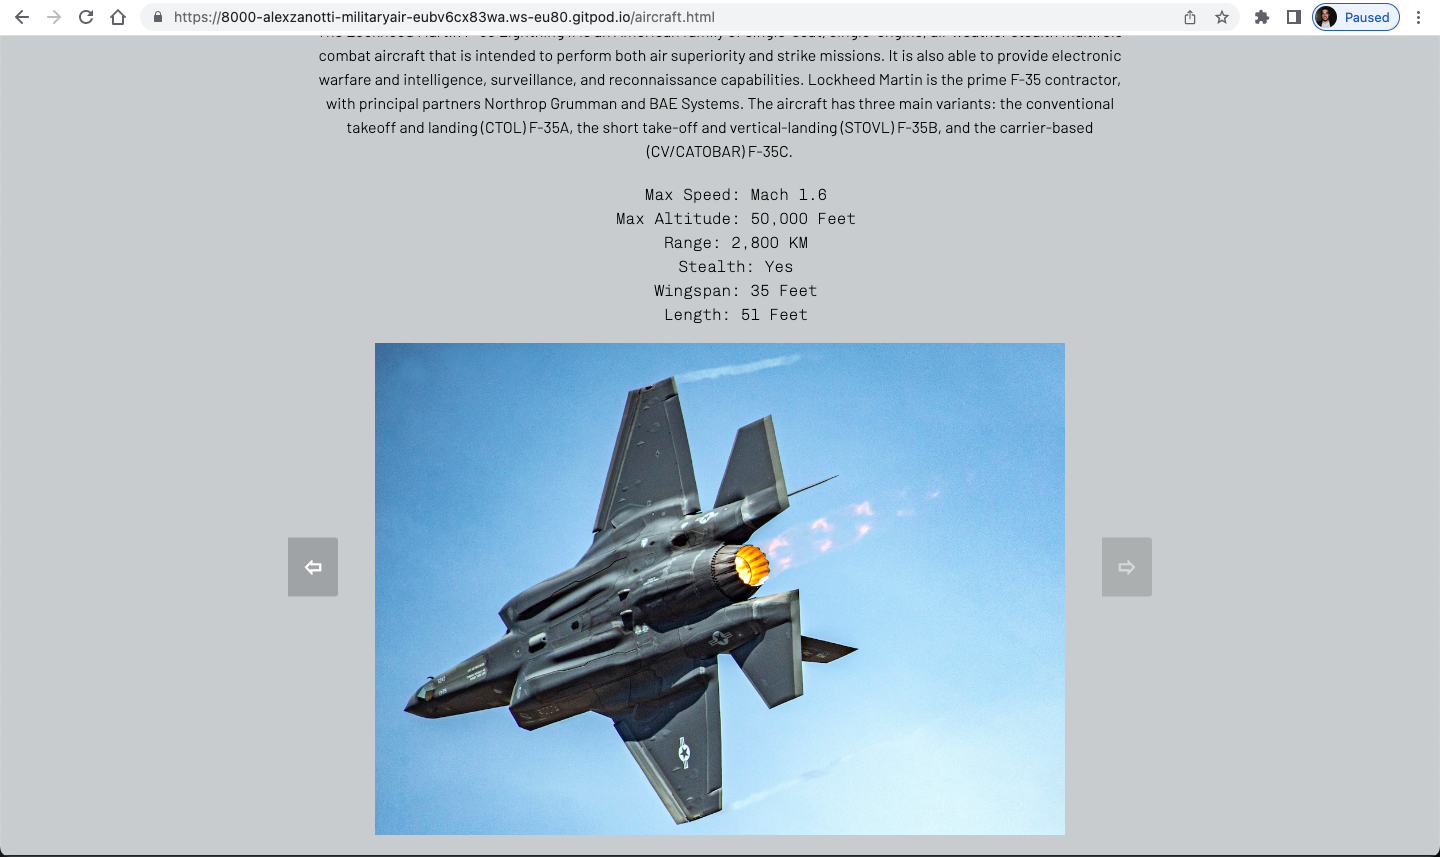 https://8000-alexzanotti-militaryair-eubv6cx83wa.ws-eu80.gitpod.io/aircraft.html
Paused
combat aircraft that is intended to perform both air superiority and strike missions. It is also able to provide electronic
warfare and intelligence, surveillance, and reconnaissance capabilities. Lockheed Martin is the prime F-35 contractor,
with principal partners Northrop Grumman and BAE Systems. The aircraft has three main variants: the conventional
takeoff and landing (CTOL) F-35A, the short take-off and vertical-landing (STOVL) F-35B, and the carrier-based
(CV/CATOBAR) F-35C.
Max Speed: Mach 1.6
Max Altitude: 50,000 Feet
Range: 2,800 KM
Stealth: Yes
Wingspan: 35 Feet
Length: 51 Feet